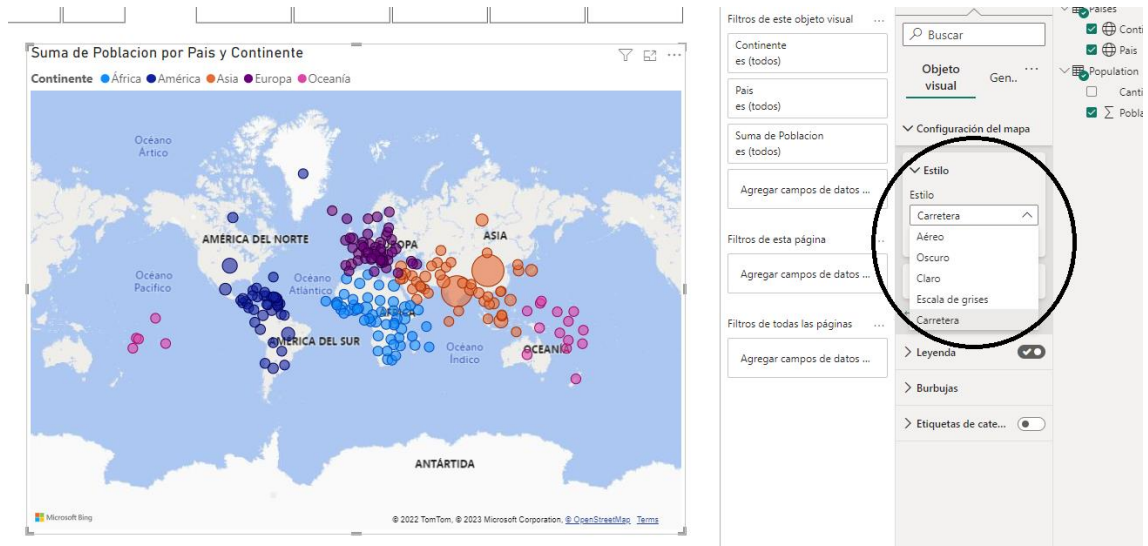 Suma de Poblacion por Pais y Continente
Continente África América Asia Europa Oceanía
Océano
Ártico
AMÉRICA DEL NORTE
ASIA
Océano
Pacífico
Océano
Atlántico
ÁFRICA
AMÉRICA DEL SUR
Océano
Índico
OCEANÍA
ANTÁRTIDA
Microsoft Bing
© 2022 TomTom, © 2023 Microsoft Corporation, © OpenStreetMap Terms
Filtros de este objeto visual ...
Continente
es (todos)
Pais
es (todos)
Suma de Poblacion
es (todos)
Agregar campos de datos ...
Filtros de esta página ...
Agregar campos de datos ...
Filtros de todas las páginas ...
Agregar campos de datos ...
Buscar
Objeto
visual
Gen.. ...
Configuración del mapa
Estilo
Estilo
Carretera
Aéreo
Oscuro
Claro
Escala de grises
Carretera
Leyenda
Burbujas
Etiquetas de cate...
Paises
Conti
Pais
Population
Canti
Pobla